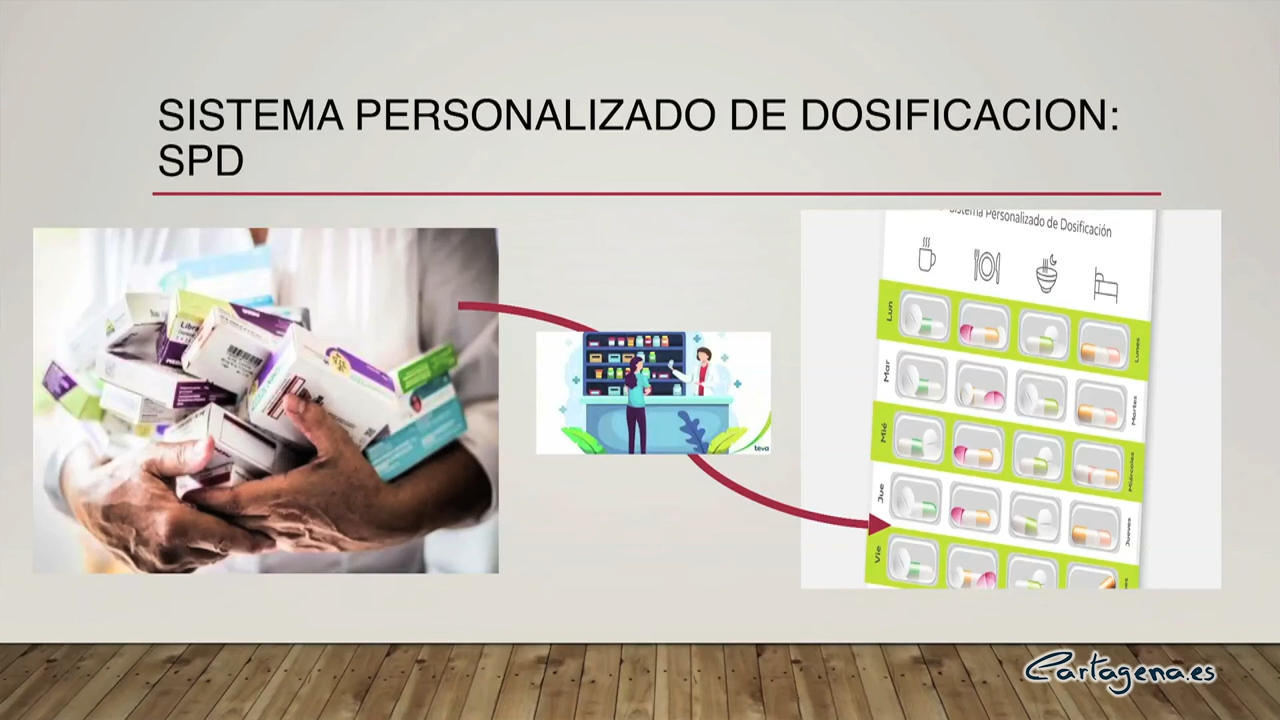 SISTEMA PERSONALIZADO DE DOSIFICACION:
SPD
Sistema Personalizado de Dosificación
Lun
Lunes
Mar
Martes
Mié
Miércoles
Jue
Jueves
Vie
teva
Cartagena.es